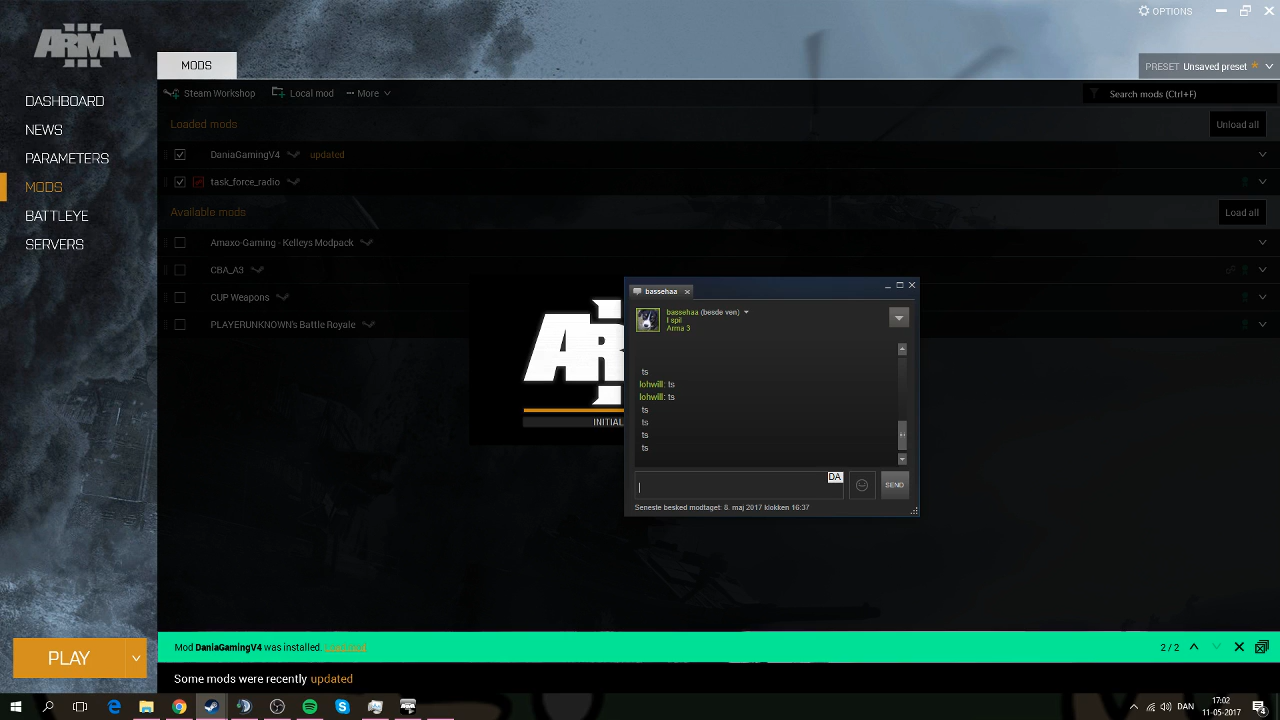 ARMA III
OPTIONS
MODS
PRESET Unsaved preset *
DASHBOARD
NEWS
PARAMETERS
MODS
BATTLEYE
SERVERS
Steam Workshop
Local mod
More
Search mods (Ctrl+F)
Loaded mods
Unload all
DaniaGamingV4
updated
task_force_radio
Available mods
Load all
Amaxo-Gaming - Kelleys Modpack
CBA_A3
CUP Weapons
PLAYERUNKNOWN's Battle Royale
AR
INITIAL
bassehaa
bassehaa (besde ven)
I spil
Arma 3
ts
lohwill: ts
lohwill: ts
ts
ts
ts
ts
DA
SEND
Seneste besked modtaget: 8. maj 2017 klokken 16:37
PLAY
Mod DaniaGamingV4 was installed.
2 / 2
Some mods were recently updated
DAN
17:02
11-05-2017